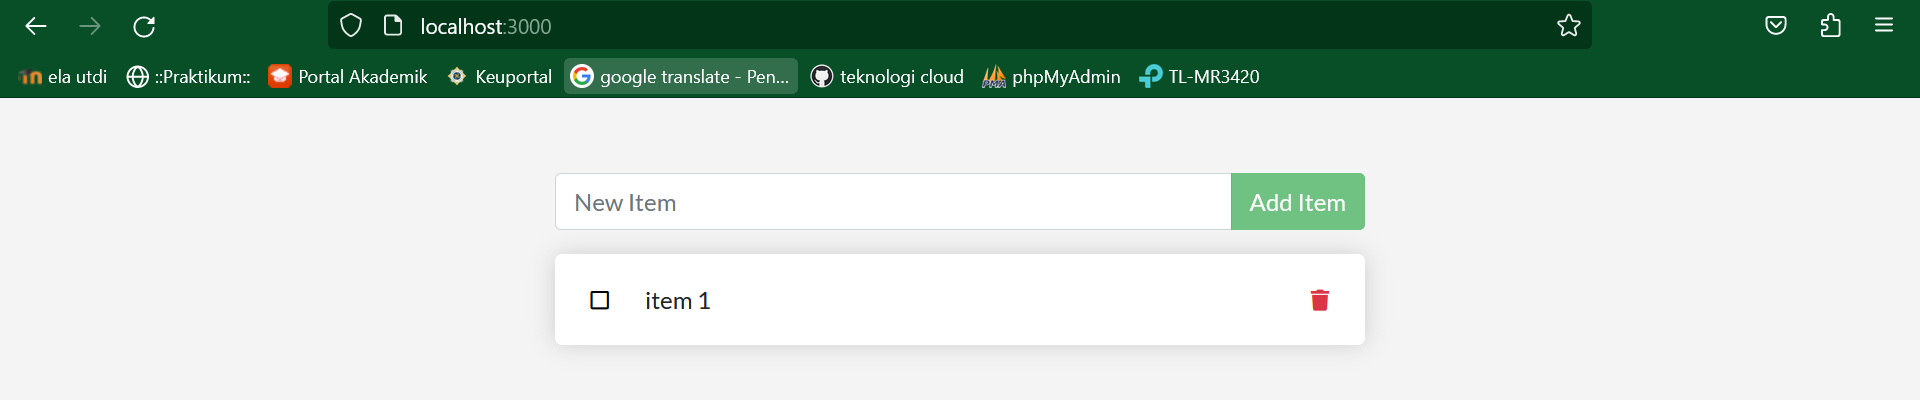 localhost:3000
ela utdi ::Praktikum:: Portal Akademik Keuportal google translate - Pen... teknologi cloud phpMyAdmin TL-MR3420
New Item Add Item
item 1